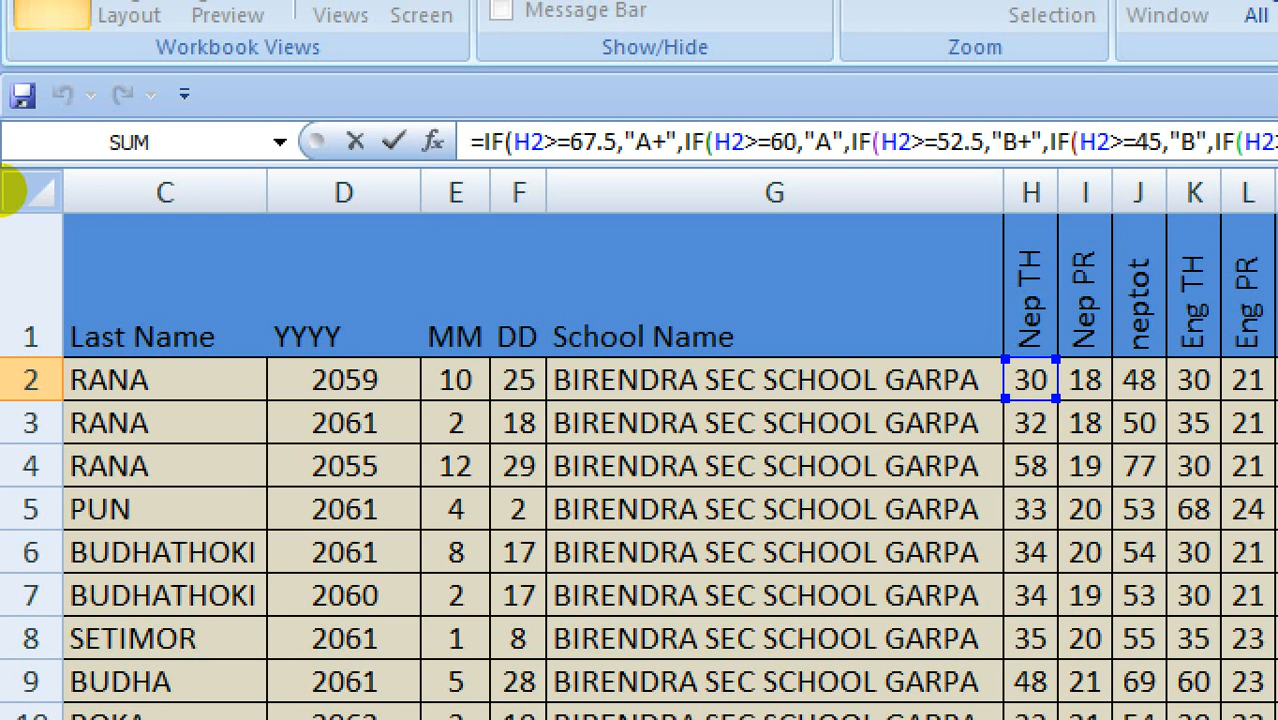 Layout Preview Views Screen Message Bar Selection Window All
Workbook Views Show/Hide Zoom
SUM fx =IF(H2>=67.5,"A+",IF(H2>=60,"A",IF(H2>=52.5,"B+",IF(H2>=45,"B",IF(H2>
C D E F G H I J K L
1 Last Name YYYY MM DD School Name Nep TH Nep PR neptot Eng TH Eng PR
2 RANA 2059 10 25 BIRENDRA SEC SCHOOL GARPA 30 18 48 30 21
3 RANA 2061 2 18 BIRENDRA SEC SCHOOL GARPA 32 18 50 35 21
4 RANA 2055 12 29 BIRENDRA SEC SCHOOL GARPA 58 19 77 30 21
5 PUN 2061 4 2 BIRENDRA SEC SCHOOL GARPA 33 20 53 68 24
6 BUDHATHOKI 2061 8 17 BIRENDRA SEC SCHOOL GARPA 34 20 54 30 21
7 BUDHATHOKI 2060 2 17 BIRENDRA SEC SCHOOL GARPA 34 19 53 30 21
8 SETIMOR 2061 1 8 BIRENDRA SEC SCHOOL GARPA 35 20 55 35 23
9 BUDHA 2061 5 28 BIRENDRA SEC SCHOOL GARPA 48 21 69 60 23